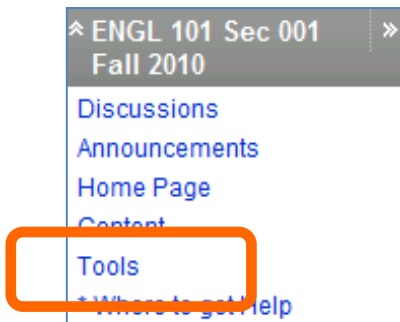 ENGL 101 Sec 001
Fall 2010
Discussions
Announcements
Home Page
Content
Tools
* Where to get Help